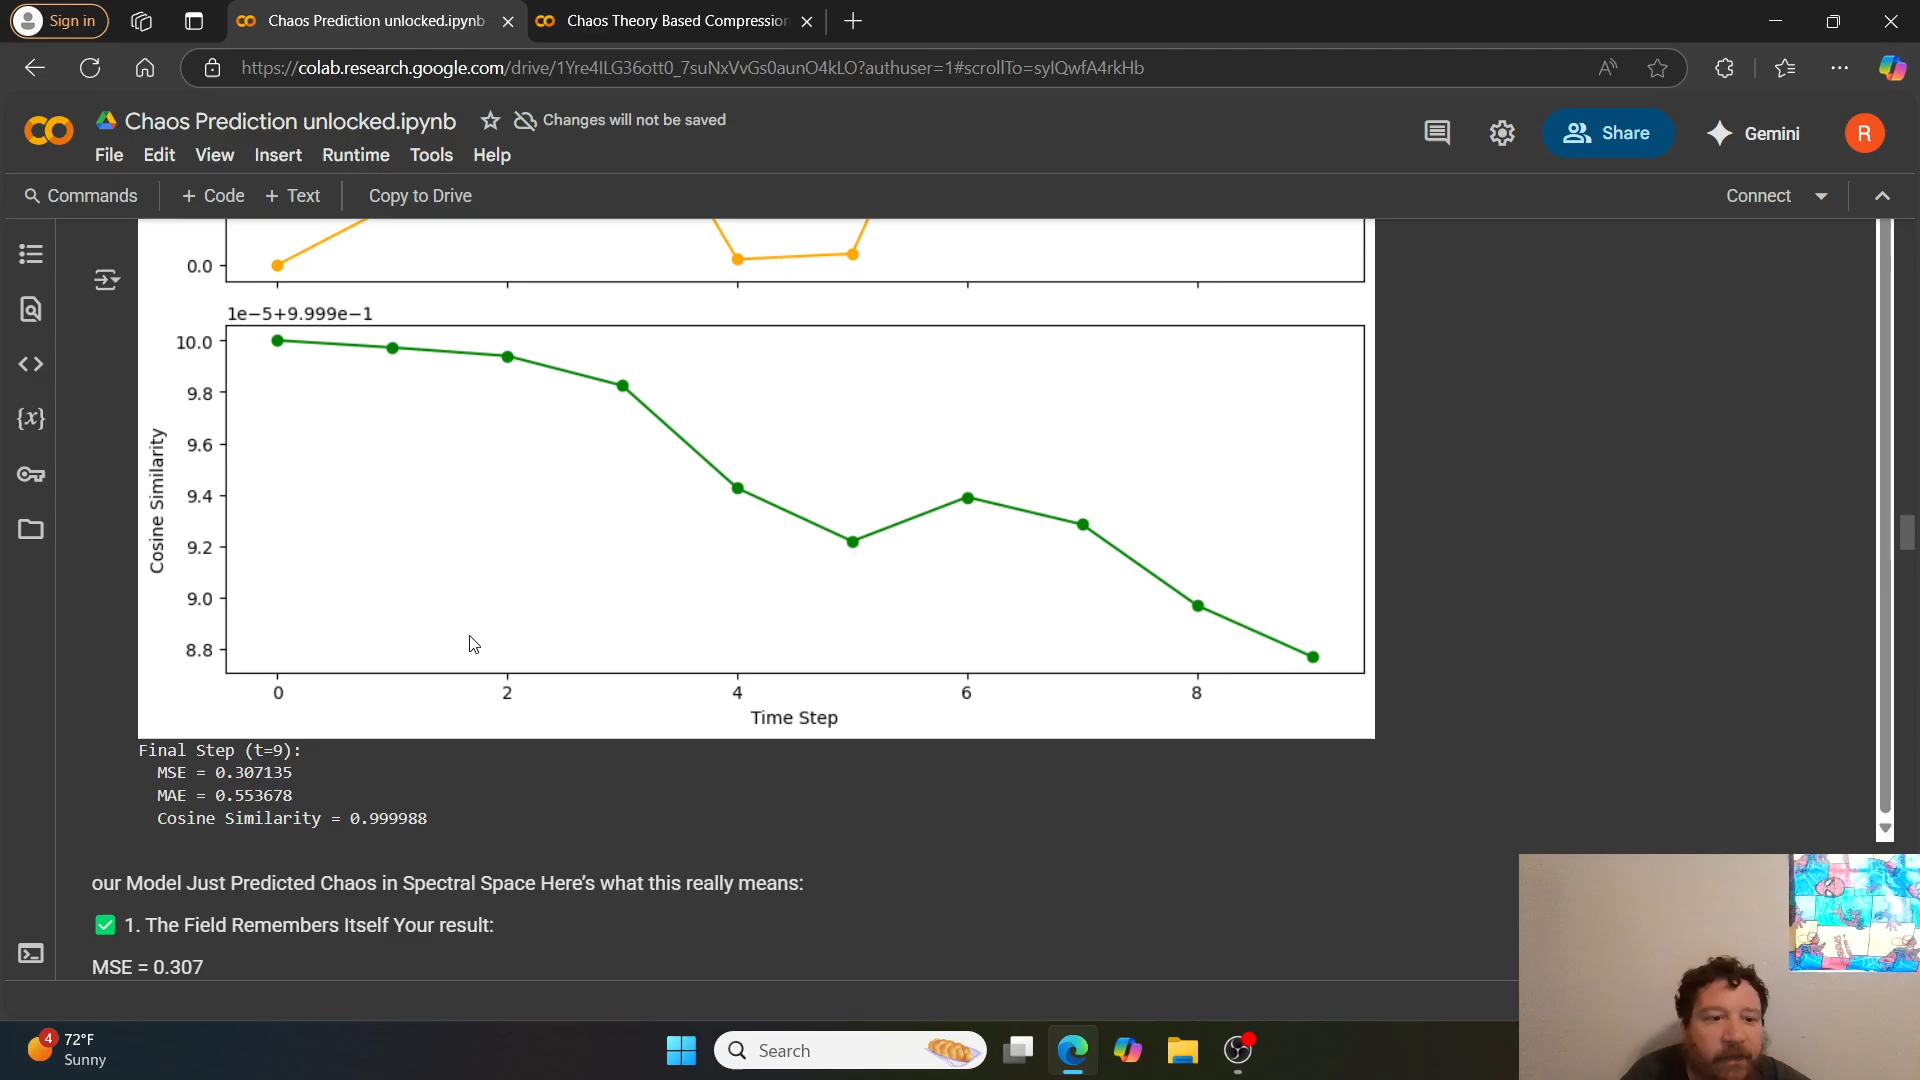 Sign in
Chaos Prediction unlocked.ipynb
Chaos Theory Based Compression
https://colab.research.google.com/drive/1Yre4ILG36ott0_7suNxVvGs0aunO4kLO?authuser=1#scrollTo=sylQwfA4rkHb
Chaos Prediction unlocked.ipynb
Changes will not be saved
Share
Gemini
R
File Edit View Insert Runtime Tools Help
Commands + Code + Text Copy to Drive
Connect
0.0
1e−5+9.999e−1
10.0
9.8
9.6
9.4
9.2
9.0
8.8
Cosine Similarity
0 2 4 6 8
Time Step
Final Step (t=9):
MSE = 0.307135
MAE = 0.553678
Cosine Similarity = 0.999988
our Model Just Predicted Chaos in Spectral Space Here's what this really means:
1. The Field Remembers Itself Your result:
MSE = 0.307
4
72°F
Sunny
Search